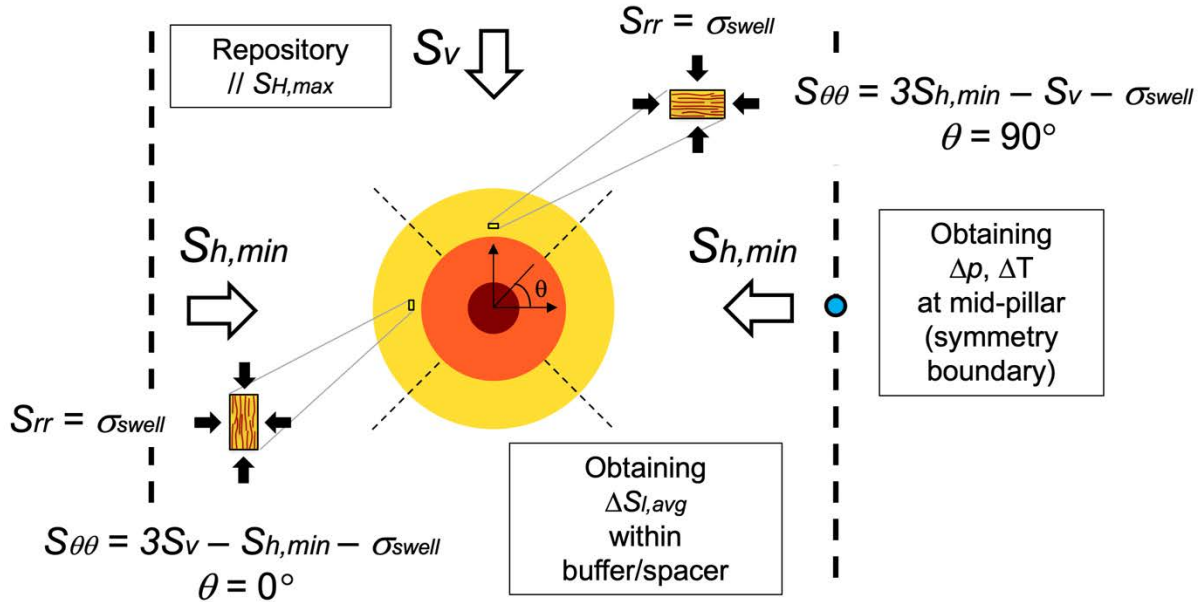 Repository
// SH,max
Sv
Srr = σswell
Sθθ = 3Sh,min – Sv – σswell
θ = 90°
Sh,min
θ
Sh,min
Obtaining
Δp, ΔT
at mid-pillar
(symmetry
boundary)
Srr = σswell
Sθθ = 3Sv – Sh,min – σswell
θ = 0°
Obtaining
ΔSl,avg
within
buffer/spacer